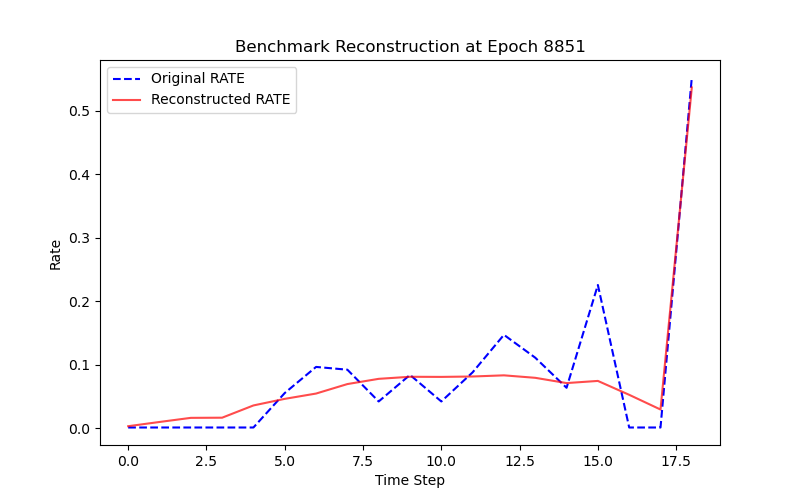 Benchmark Reconstruction at Epoch 8851
Original RATE
Reconstructed RATE
0.5
0.4
0.3
0.2
0.1
0.0
Rate
0.0 2.5 5.0 7.5 10.0 12.5 15.0 17.5
Time Step